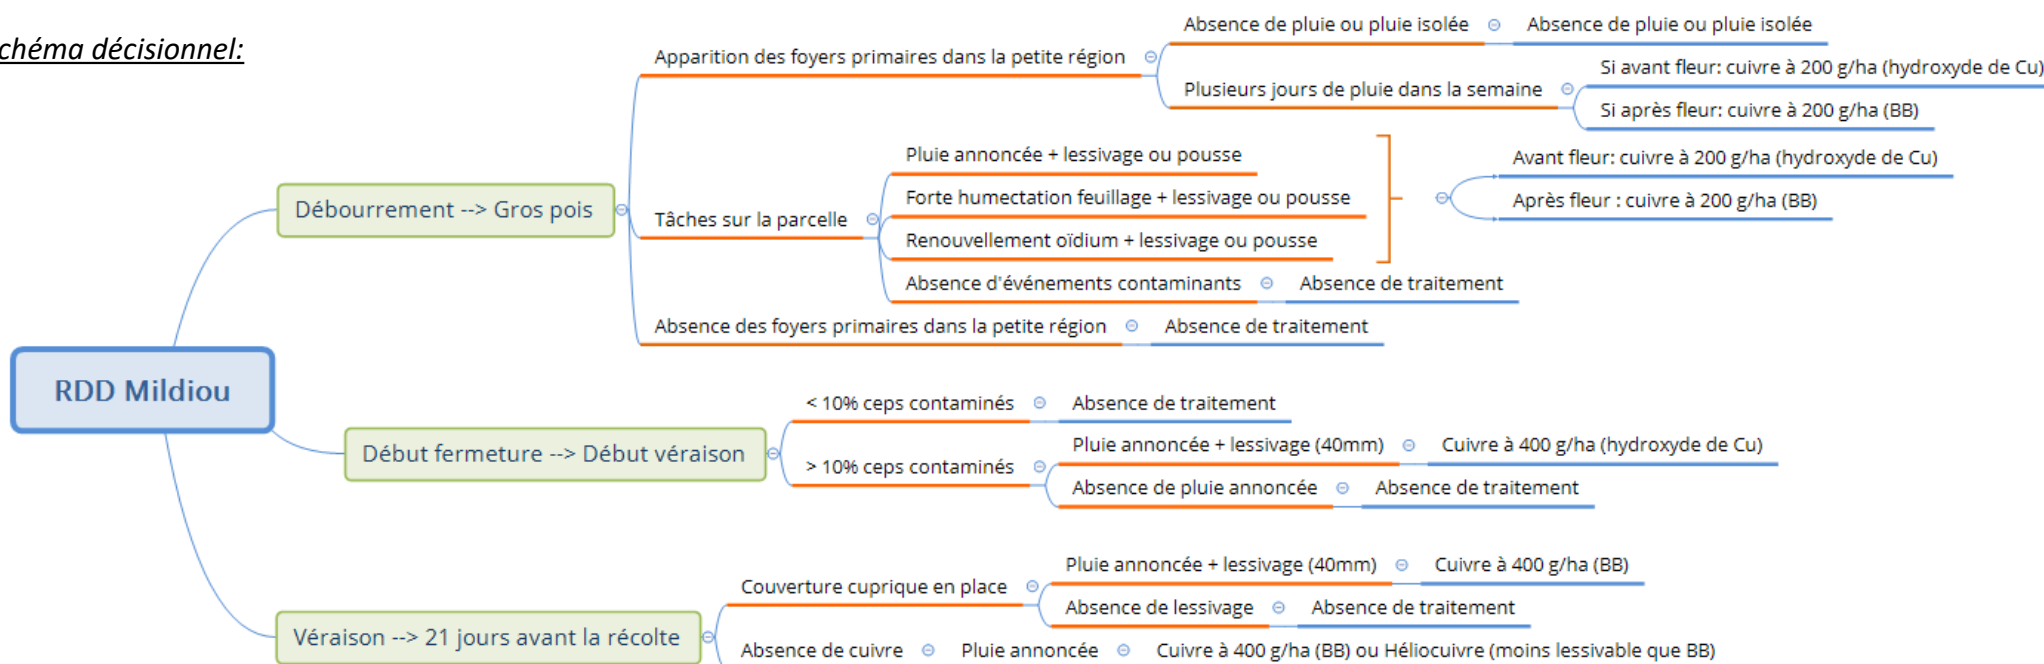 chéma décisionnel:
RDD Mildiou
Débourrement --> Gros pois
Apparition des foyers primaires dans la petite région
Absence de pluie ou pluie isolée
Absence de pluie ou pluie isolée
Plusieurs jours de pluie dans la semaine
Si avant fleur: cuivre à 200 g/ha (hydroxyde de Cu)
Si après fleur: cuivre à 200 g/ha (BB)
Tâches sur la parcelle
Pluie annoncée + lessivage ou pousse
Forte humectation feuillage + lessivage ou pousse
Renouvellement oïdium + lessivage ou pousse
Avant fleur: cuivre à 200 g/ha (hydroxyde de Cu)
Après fleur : cuivre à 200 g/ha (BB)
Absence d'événements contaminants
Absence de traitement
Absence des foyers primaires dans la petite région
Absence de traitement
Début fermeture --> Début véraison
< 10% ceps contaminés
Absence de traitement
> 10% ceps contaminés
Pluie annoncée + lessivage (40mm)
Cuivre à 400 g/ha (hydroxyde de Cu)
Absence de pluie annoncée
Absence de traitement
Véraison --> 21 jours avant la récolte
Couverture cuprique en place
Pluie annoncée + lessivage (40mm)
Cuivre à 400 g/ha (BB)
Absence de lessivage
Absence de traitement
Absence de cuivre
Pluie annoncée
Cuivre à 400 g/ha (BB) ou Héliocuivre (moins lessivable que BB)